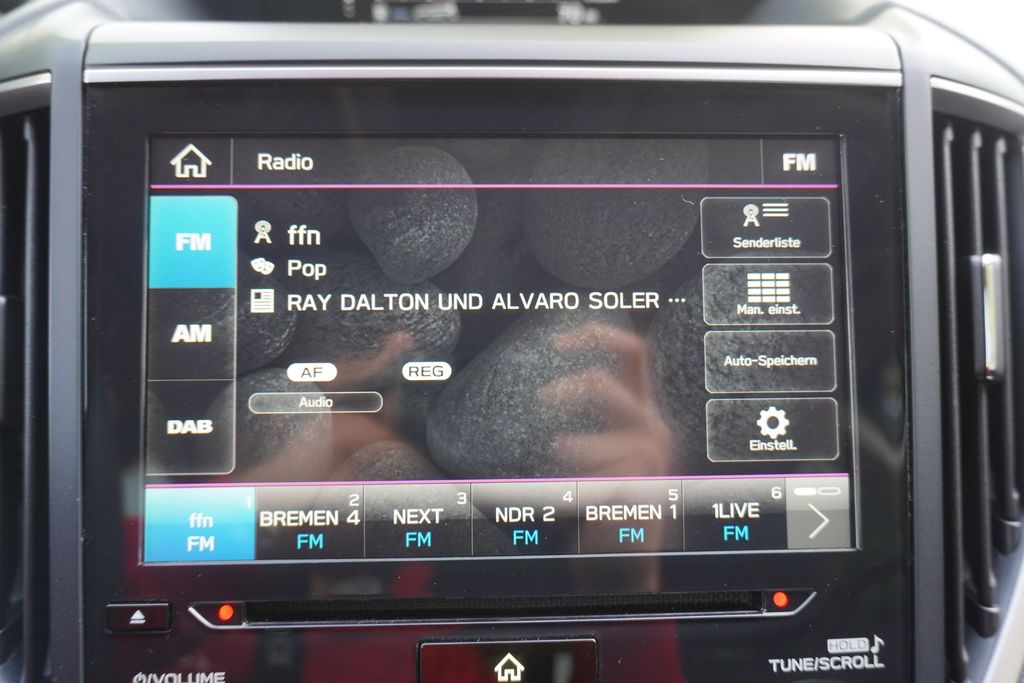 Radio
FM
FM
AM
DAB
ffn
Pop
RAY DALTON UND ALVARO SOLER ...
AF
REG
Audio
Senderliste
Man. einst.
Auto-Speichern
Einstell.
1
ffn
FM
2
BREMEN 4
FM
3
NEXT
FM
4
NDR 2
FM
5
BREMEN 1
FM
6
1LIVE
FM
HOLD
TUNE/SCROLL
/VOLUME